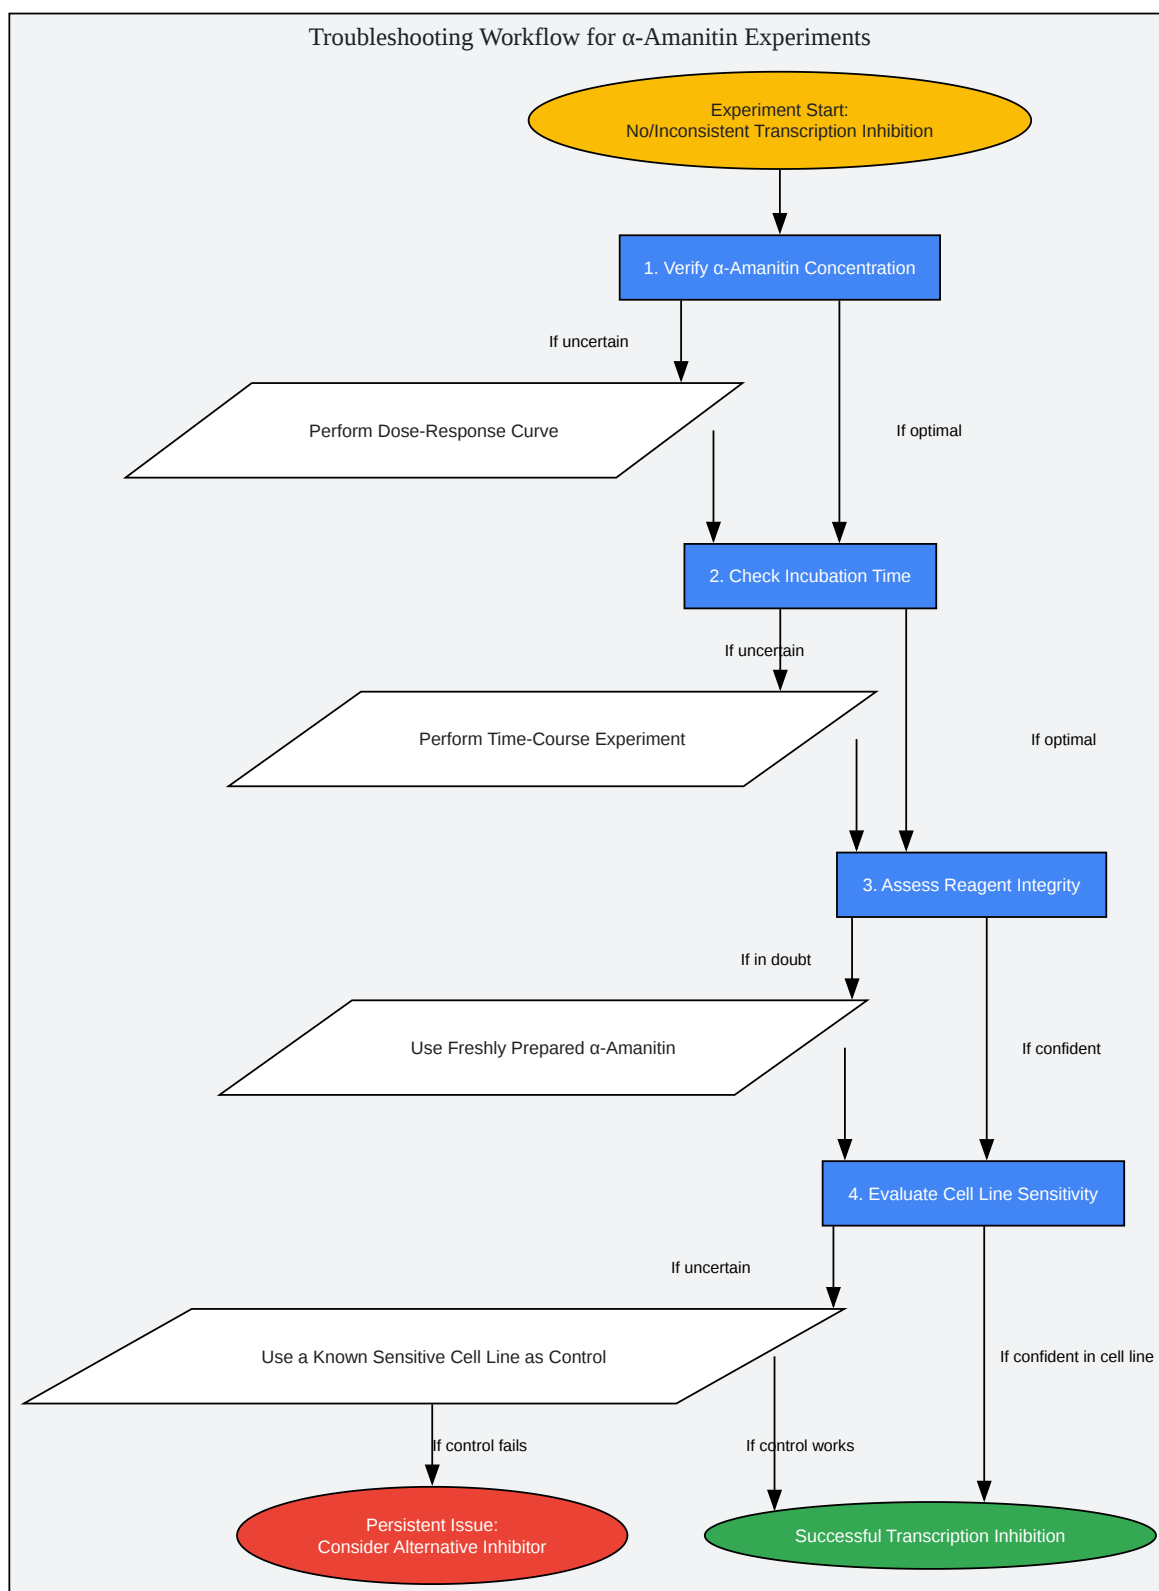 Troubleshooting Workflow for α-Amanitin Experiments
Experiment Start:
No/Inconsistent Transcription Inhibition
1. Verify α-Amanitin Concentration
If uncertain
Perform Dose-Response Curve
If optimal
2. Check Incubation Time
If uncertain
Perform Time-Course Experiment
If optimal
3. Assess Reagent Integrity
If in doubt
Use Freshly Prepared α-Amanitin
If confident
4. Evaluate Cell Line Sensitivity
If uncertain
Use a Known Sensitive Cell Line as Control
If confident in cell line
If control fails
If control works
Persistent Issue:
Consider Alternative Inhibitor
Successful Transcription Inhibition